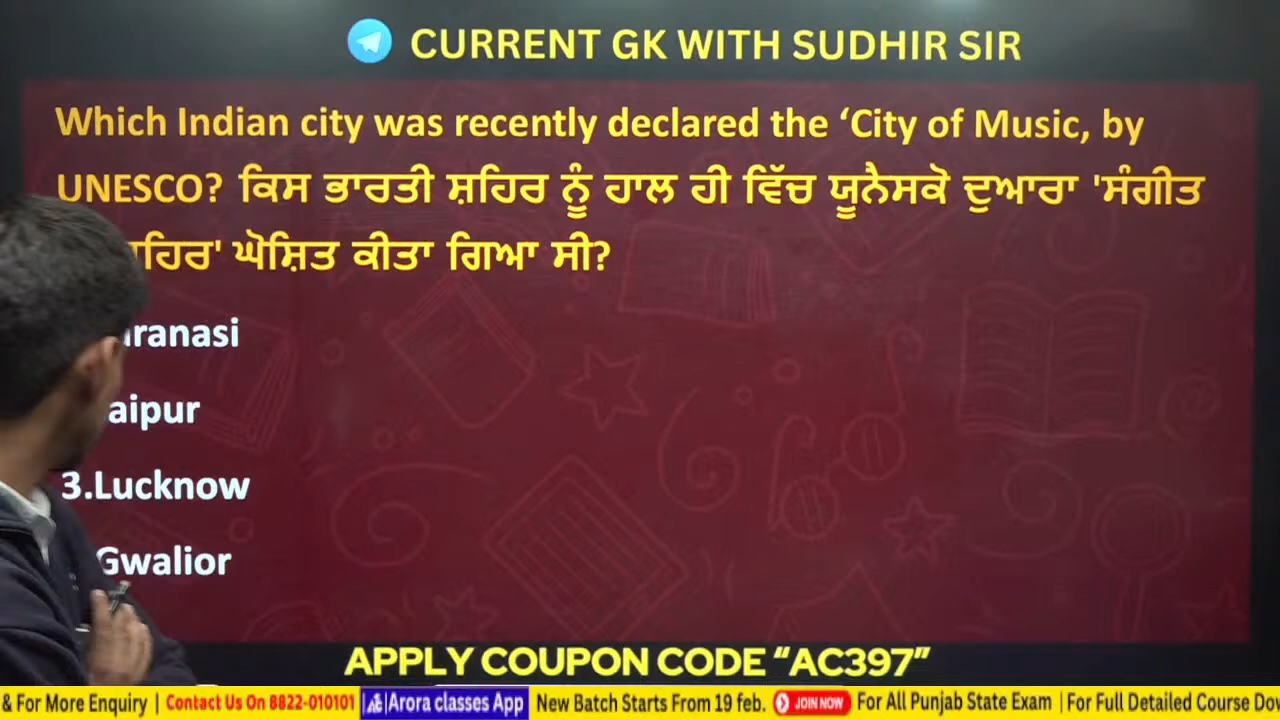 CURRENT GK WITH SUDHIR SIR
Which Indian city was recently declared the ‘City of Music, by
UNESCO? ਕਿਸ ਭਾਰਤੀ ਸ਼ਹਿਰ ਨੂੰ ਹਾਲ ਹੀ ਵਿੱਚ ਯੂਨੈਸਕੋ ਦੁਆਰਾ 'ਸੰਗੀਤ
ਘੋਸ਼ਿਤ ਕੀਤਾ ਗਿਆ ਸੀ?
3.Lucknow
Gwalior
APPLY COUPON CODE “AC397”
& For More Enquiry | Contact Us On 8822-010101 | Arora classes App | New Batch Starts From 19 feb. JOIN NOW For All Punjab State Exam | For Full Detailed Course